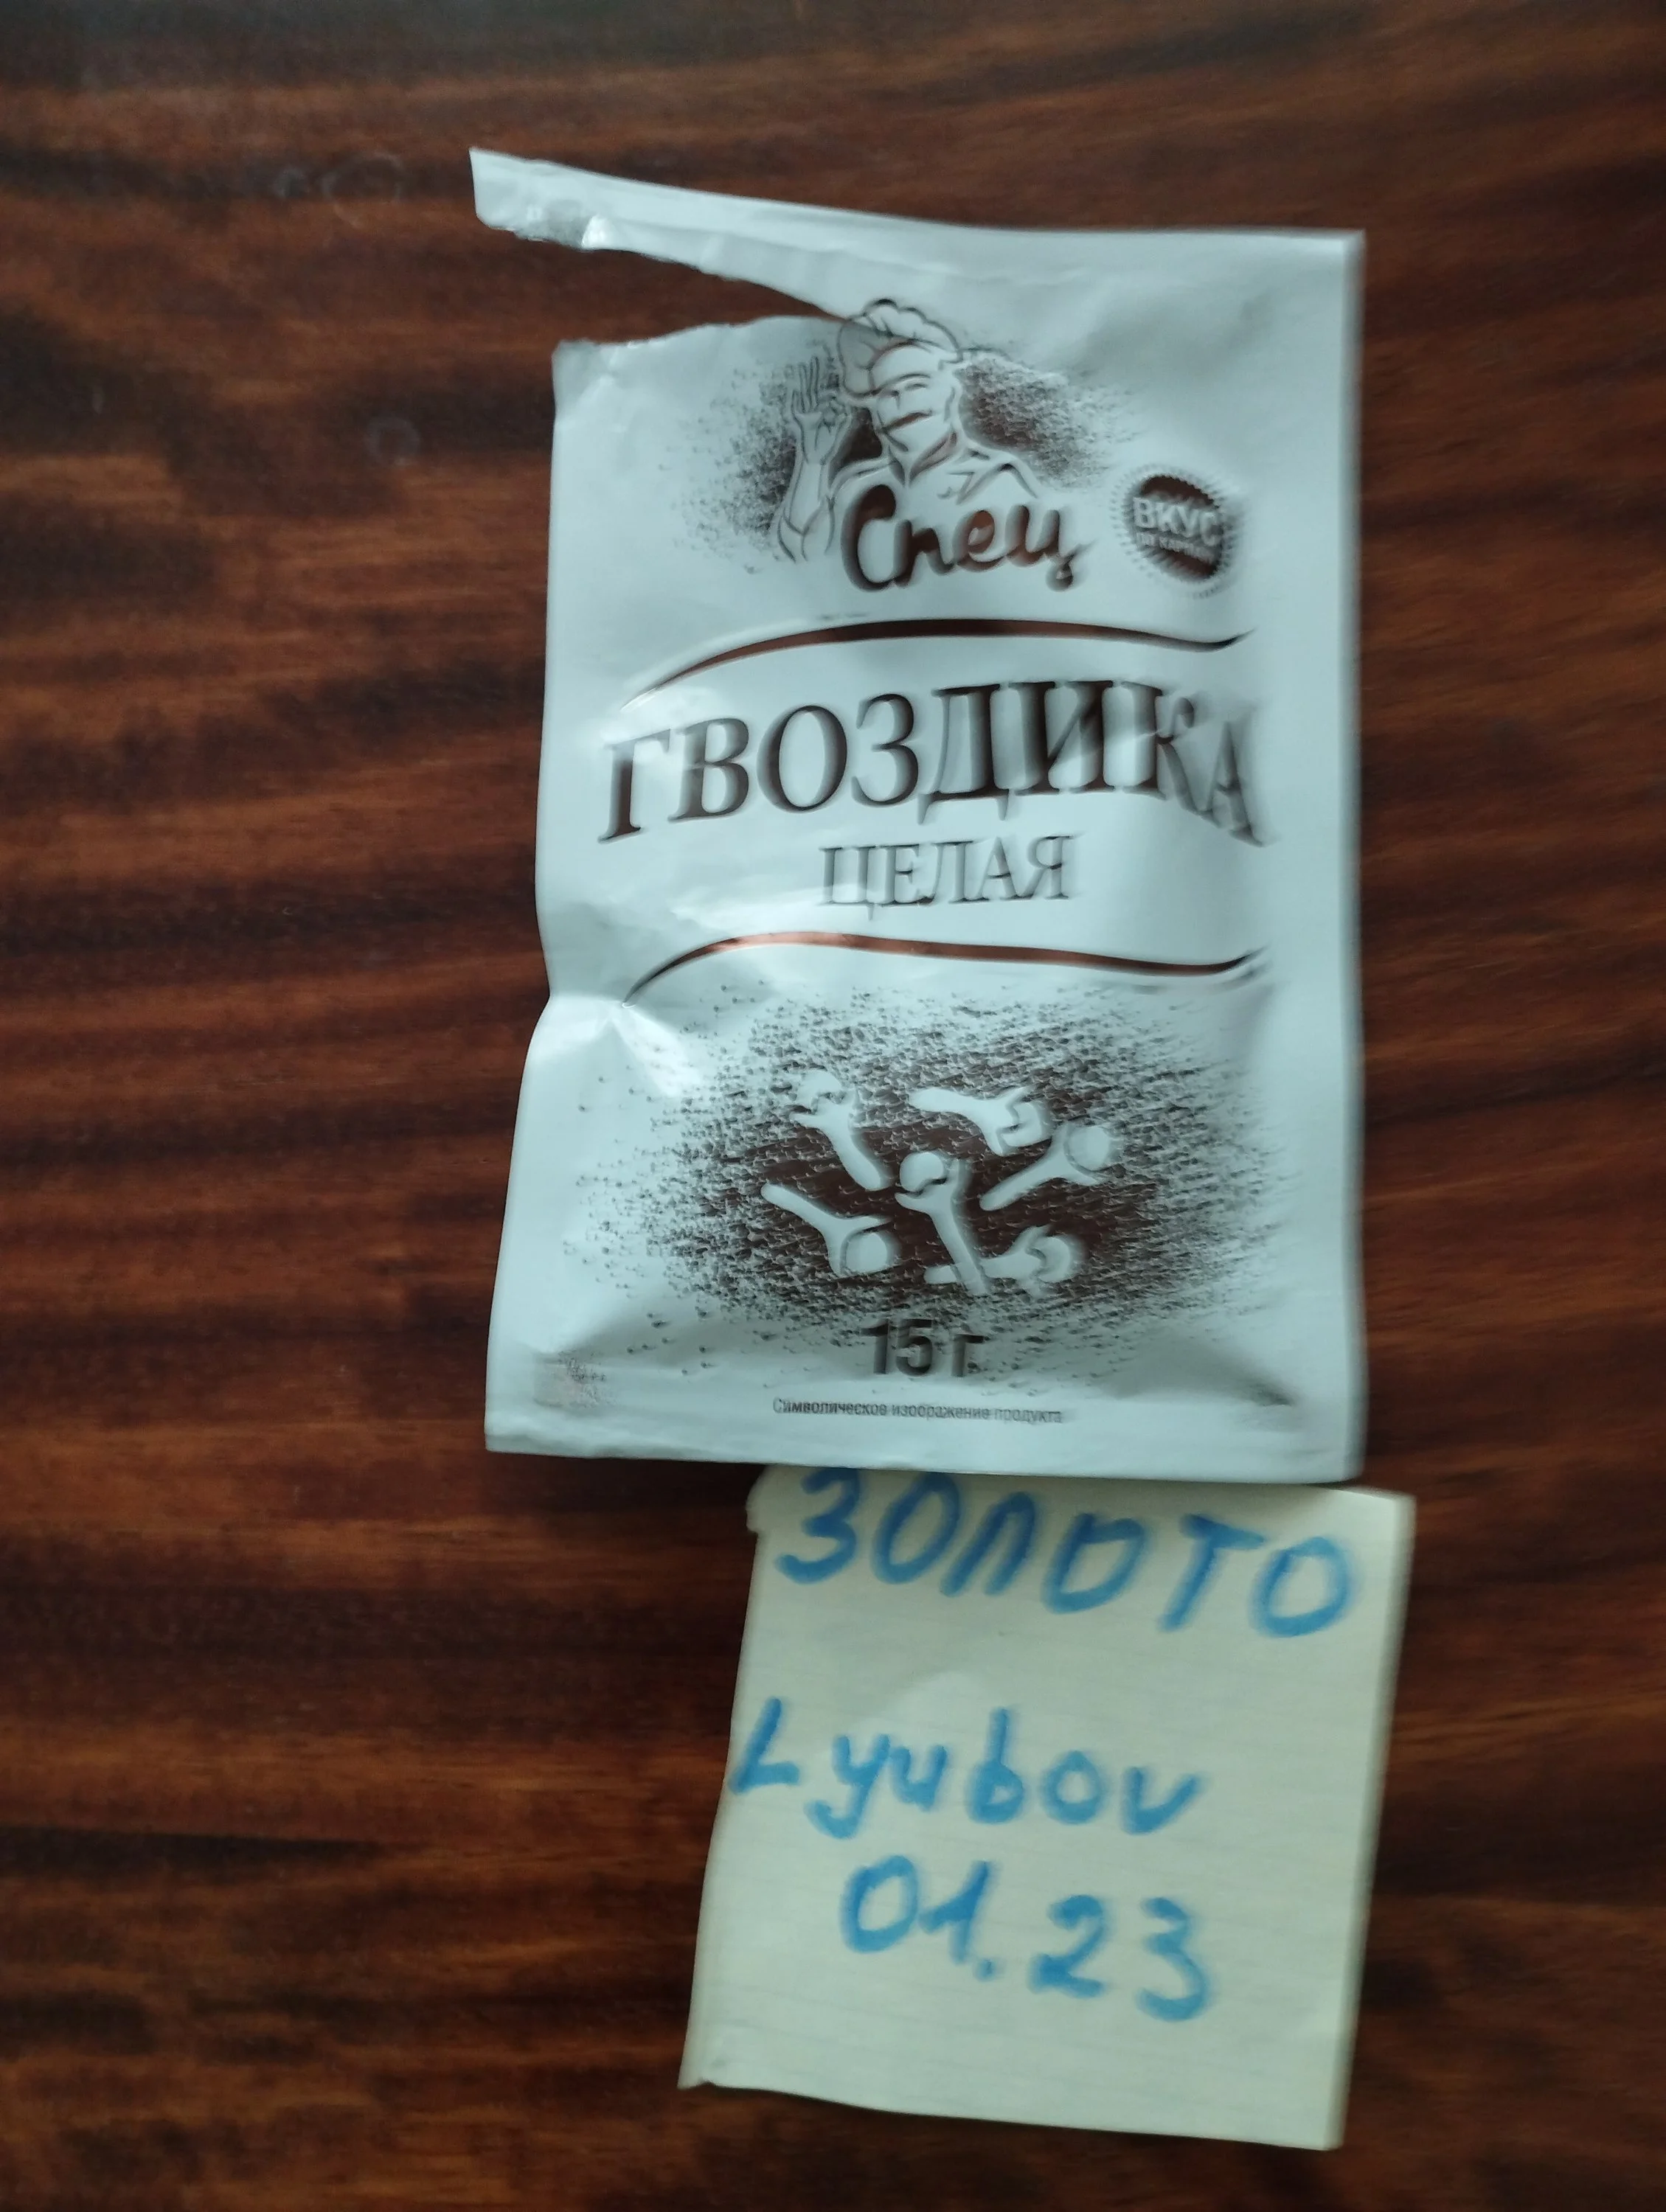 Спец
ВКУС
ГВОЗДИКА
ЦЕЛАЯ
15 г
Символическое изображение продукта
ЗОЛОТО
Lyubov
01.23